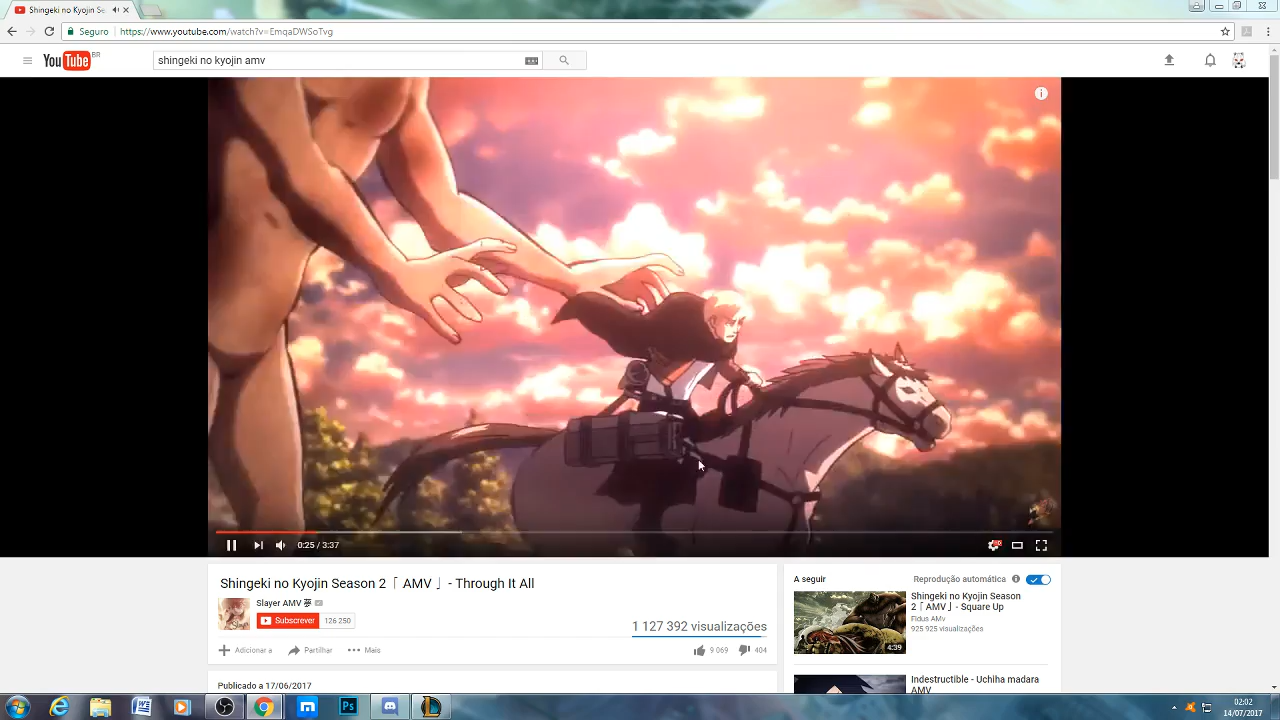 Shingeki no Kyojin Se
Seguro
https://www.youtube.com/watch?v=EmqaDWSoTvg
YouTube BR
shingeki no kyojin amv
0:25 / 3:37
HD
Shingeki no Kyojin Season 2「 AMV 」 - Through It All
Slayer AMV 夢
Subscrever 126 250
1 127 392 visualizações
Adicionar a Partilhar Mais
9 069 404
Publicado a 17/06/2017
A seguir
Reprodução automática
Shingeki no Kyojin Season
2「 AMV 」 - Square Up
Fidus AMv
925 925 visualizações
4:39
Indestructible - Uchiha madara
AMV
Ps
02:02
14/07/2017